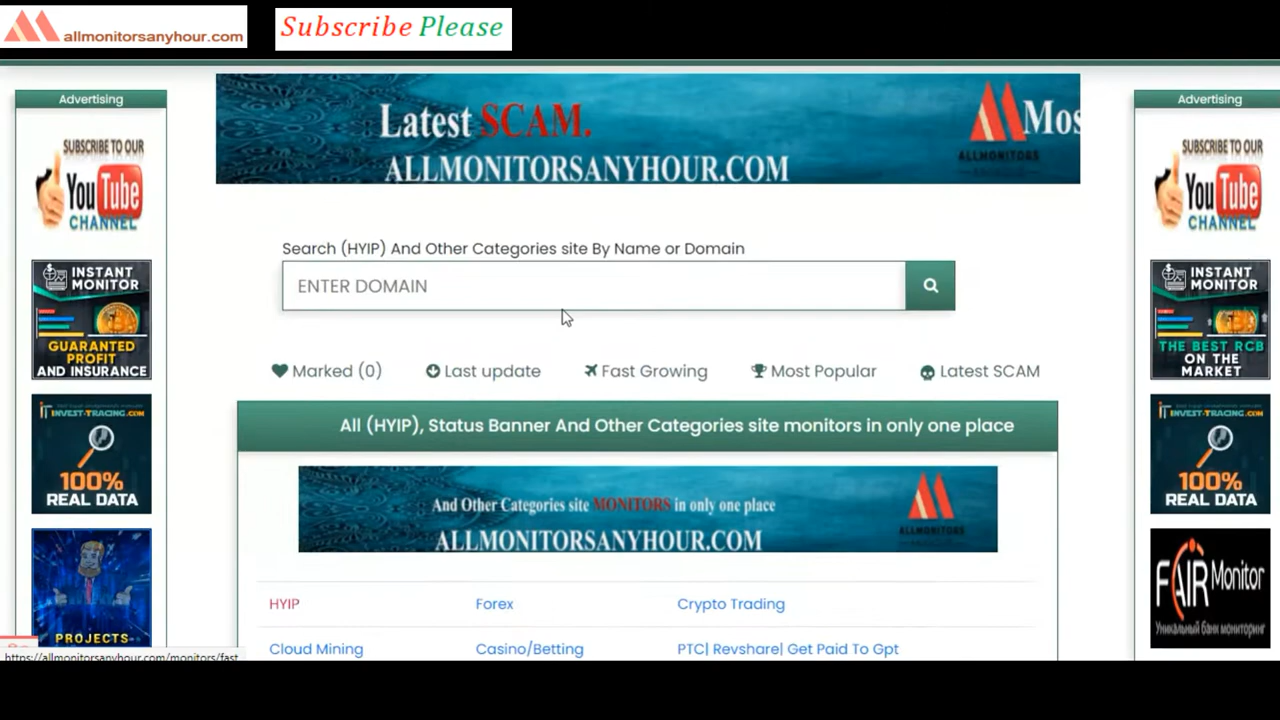 allmonitorsanyhour.com
Subscribe Please
Advertising
SUBSCRIBE TO OUR
YouTube
CHANNEL
INSTANT
MONITOR
GUARANTED
PROFIT
AND INSURANCE
INVEST-TRACING.COM
100%
REAL DATA
PROJECTS
Latest SCAM.
ALLMONITORSANYHOUR.COM
ALLMONITORS
Mos
Search (HYIP) And Other Categories site By Name or Domain
ENTER DOMAIN
Marked (0)
Last update
Fast Growing
Most Popular
Latest SCAM
All (HYIP), Status Banner And Other Categories site monitors in only one place
And Other Categories site MONITORS in only one place
ALLMONITORSANYHOUR.COM
ALLMONITORS
HYIP
Forex
Crypto Trading
Cloud Mining
Casino/Betting
PTC| Revshare| Get Paid To Gpt
Advertising
SUBSCRIBE TO OUR
YouTube
CHANNEL
INSTANT
MONITOR
THE BEST RCB
ON THE
MARKET
INVEST-TRACING.COM
100%
REAL DATA
FAIR Monitor
Уникальный банк мониторинг
https://allmonitorsanyhour.com/monitors/fast